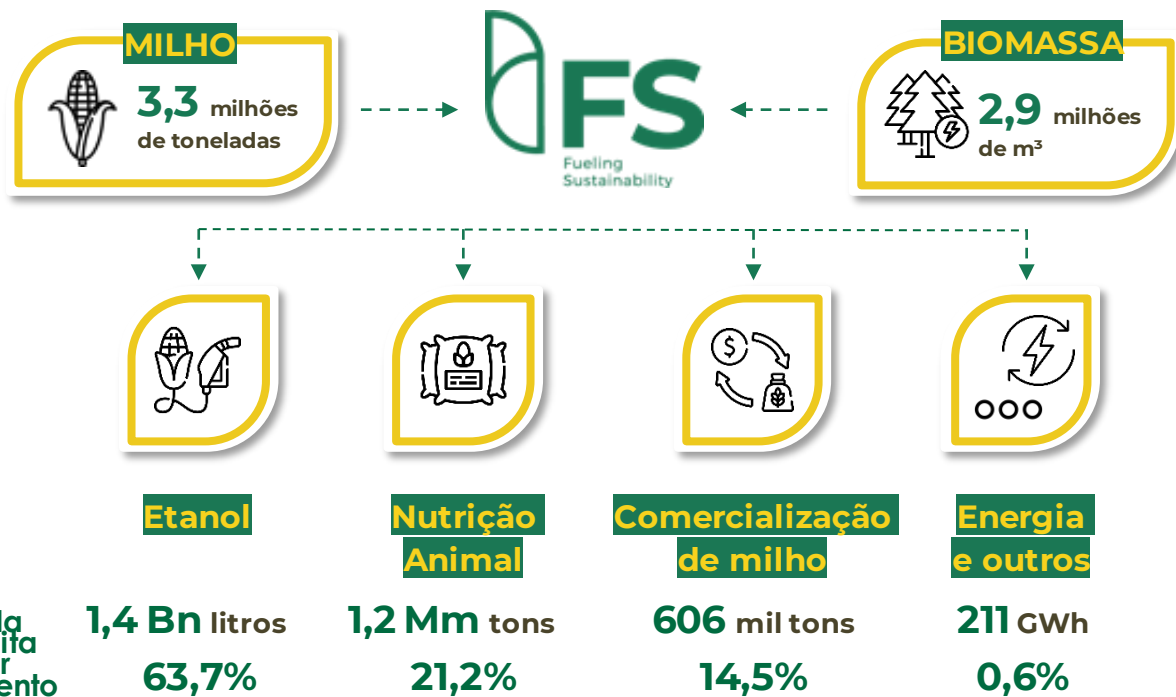 MILHO
3,3 milhões
de toneladas
FS
Fueling
Sustainability
BIOMASSA
2,9 milhões
de m³
$
Etanol
Nutrição
Animal
Comercialização
de milho
Energia
e outros
1,4 Bn litros
1,2 Mm tons
606 mil tons
211 GWh
63,7%
21,2%
14,5%
0,6%